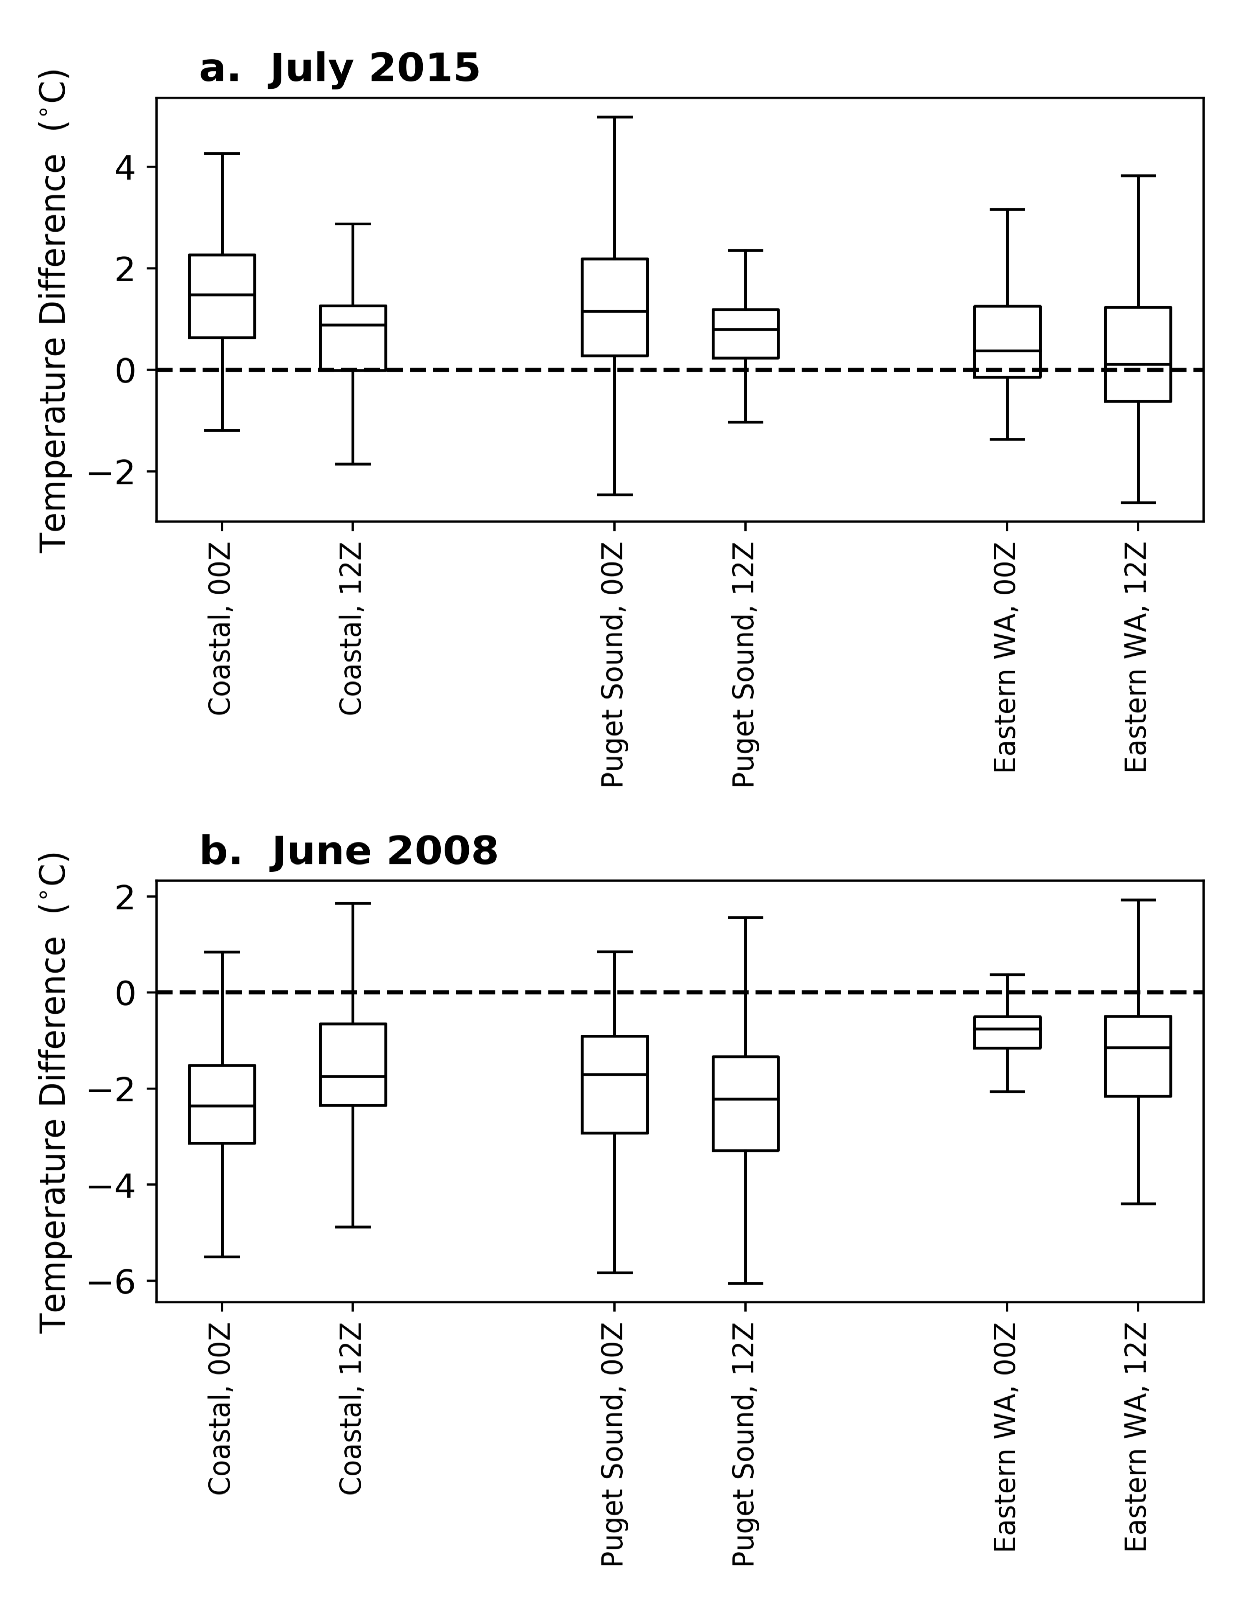 a.  July 2015
Temperature Difference  (°C)
4
2
0
−2
Coastal, 00Z
Coastal, 12Z
Puget Sound, 00Z
Puget Sound, 12Z
Eastern WA, 00Z
Eastern WA, 12Z
b.  June 2008
Temperature Difference  (°C)
2
0
−2
−4
−6
Coastal, 00Z
Coastal, 12Z
Puget Sound, 00Z
Puget Sound, 12Z
Eastern WA, 00Z
Eastern WA, 12Z